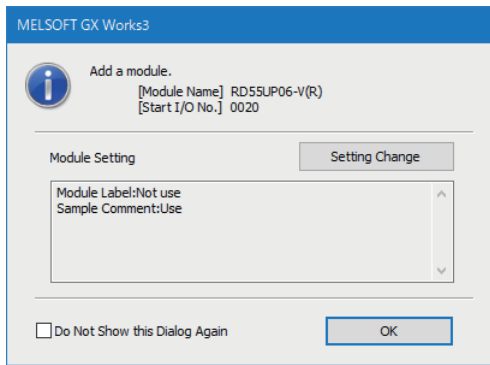 MELSOFT GX Works3
Add a module.
[Module Name] RD55UP06-V(R)
[Start I/O No.] 0020
Module Setting
Setting Change
Module Label:Not use
Sample Comment:Use
Do Not Show this Dialog Again
OK